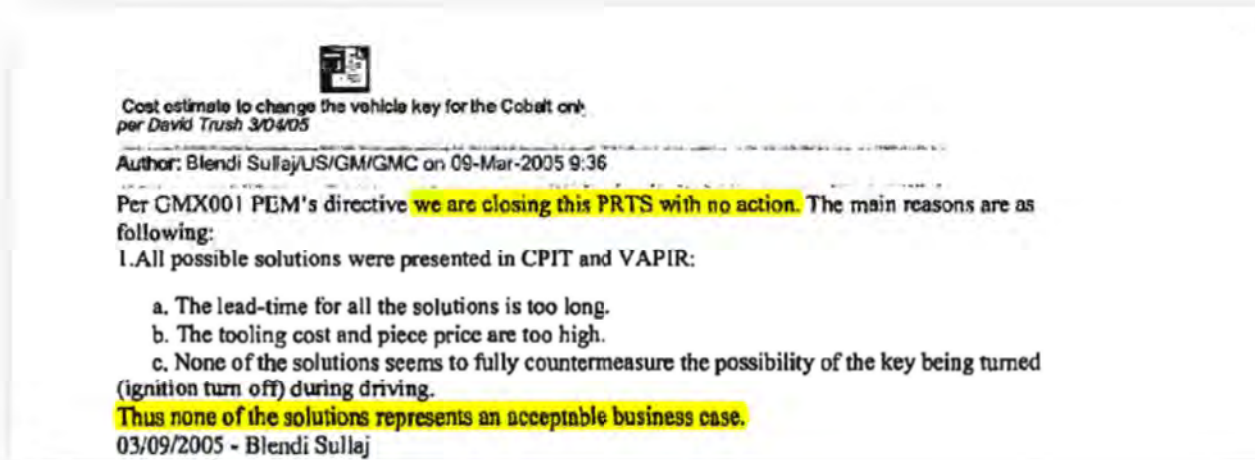 Cost estimate to change the vehicle key for the Cobalt only
per David Trush 3/04/05
Author: Blendi Sullaj/US/GM/GMC on 09-Mar-2005 9:36
Per GMX001 PEM's directive we are closing this PRTS with no action. The main reasons are as
following:
1.All possible solutions were presented in CPIT and VAPIR:
a. The lead-time for all the solutions is too long.
b. The tooling cost and piece price are too high.
c. None of the solutions seems to fully countermeasure the possibility of the key being turned
(ignition turn off) during driving.
Thus none of the solutions represents an acceptable business case.
03/09/2005 - Blendi Sullaj